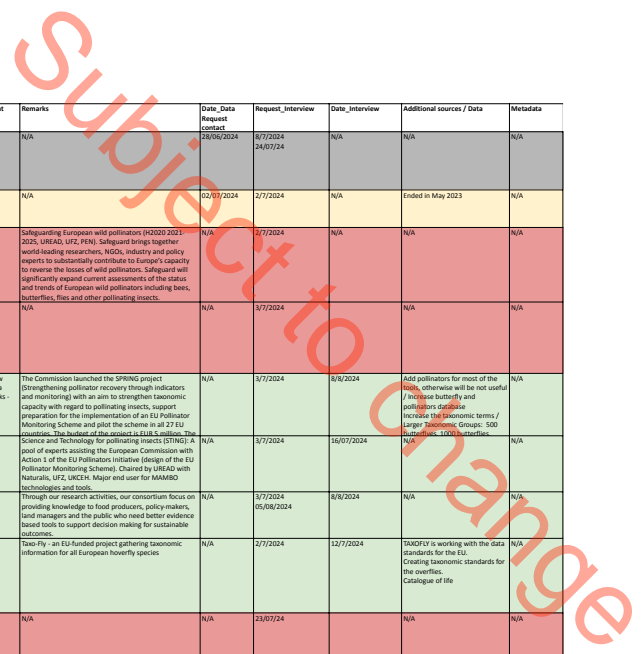 t
Remarks
Date_Data
Request
contact
Request_Interview
Date_Interview
Additional sources / Data
Metadata
N/A
28/06/2024
8/7/2024
24/07/24
N/A
N/A
N/A
N/A
02/07/2024
2/7/2024
N/A
Ended in May 2023
N/A
Safeguarding European wild pollinators (H2020 2021-
2025, UREAD, UFZ, PEN). Safeguard brings together
world-leading researchers, NGOs, industry and policy
experts to substantially contribute to Europe's capacity
to reverse the losses of wild pollinators. Safeguard will
significantly expand current assessments of the status
and trends of European wild pollinators including bees,
butterflies, flies and other pollinating insects.
N/A
2/7/2024
N/A
N/A
N/A
N/A
N/A
3/7/2024
N/A
N/A
w
a
ks -
The Commission launched the SPRING project
(Strengthening pollinator recovery through indicators
and monitoring) with an aim to strengthen taxonomic
capacity with regard to pollinating insects, support
preparation for the implementation of an EU Pollinator
Monitoring Scheme and pilot the scheme in all 27 EU
countries. The budget of the project is EUR 5 million. The
N/A
3/7/2024
8/8/2024
Add pollinators for most of the
tools, otherwise will not be useful
/ Increase butterfly and
pollinators database
Increase the taxonomic terms /
Larger Taxonomic Groups: 500
butterflies, 1000 butterflies
N/A
Science and Technology for pollinating insects (STING): A
pool of experts assisting the European Commission with
Action 1 of the EU Pollinators Initiative (design of the EU
Pollinator Monitoring Scheme). Chaired by UREAD with
Naturalis, UFZ, UKCEH. Major end user for MAMBO
technologies and tools.
N/A
3/7/2024
16/07/2024
N/A
N/A
Through our research activities, our consortium focus on
providing knowledge to food producers, policy-makers,
land managers and the public who need better evidence
based tools to support decision making for sustainable
outcomes.
N/A
3/7/2024
05/08/2024
8/8/2024
N/A
N/A
Taxo-Fly - an EU-funded project gathering taxonomic
information for all European hoverfly species
N/A
2/7/2024
12/7/2024
TAXOFLY is working with the data
standards for the EU.
Creating taxonomic standards for
the overflies.
Catalogue of life
N/A
N/A
N/A
23/07/24
N/A
N/A
Subject to change